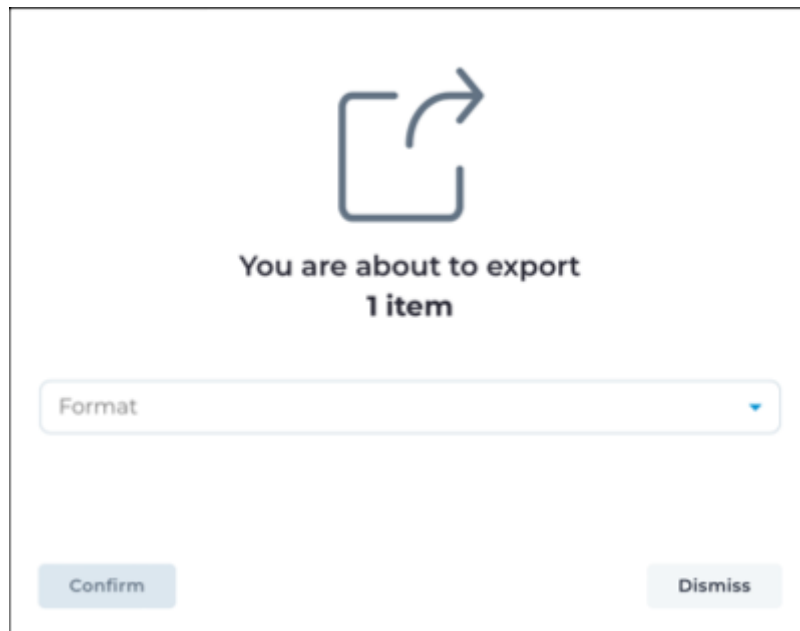 You are about to export
1 item
Format
Confirm
Dismiss